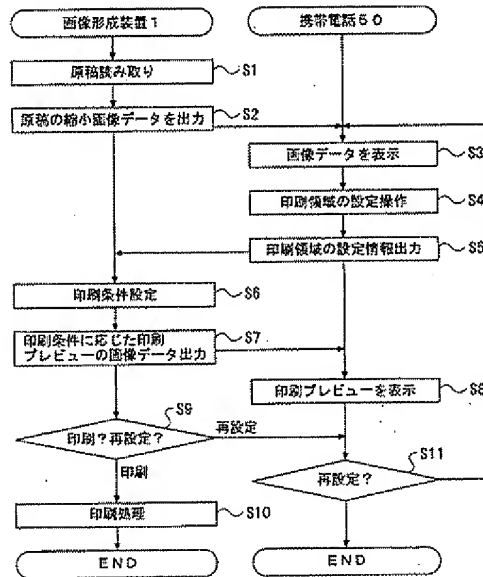 画像形成装置1
携帯電話50
原稿読み取り
S1
原稿の縮小画像データを出力
S2
画像データを表示
S3
印刷領域の設定操作
S4
印刷領域の設定情報出力
S5
印刷条件設定
S6
印刷条件に応じた印刷
プレビューの画像データ出力
S7
印刷プレビューを表示
S8
印刷?再設定?
S9
再設定
印刷
再設定?
S11
印刷処理
S10
END
END